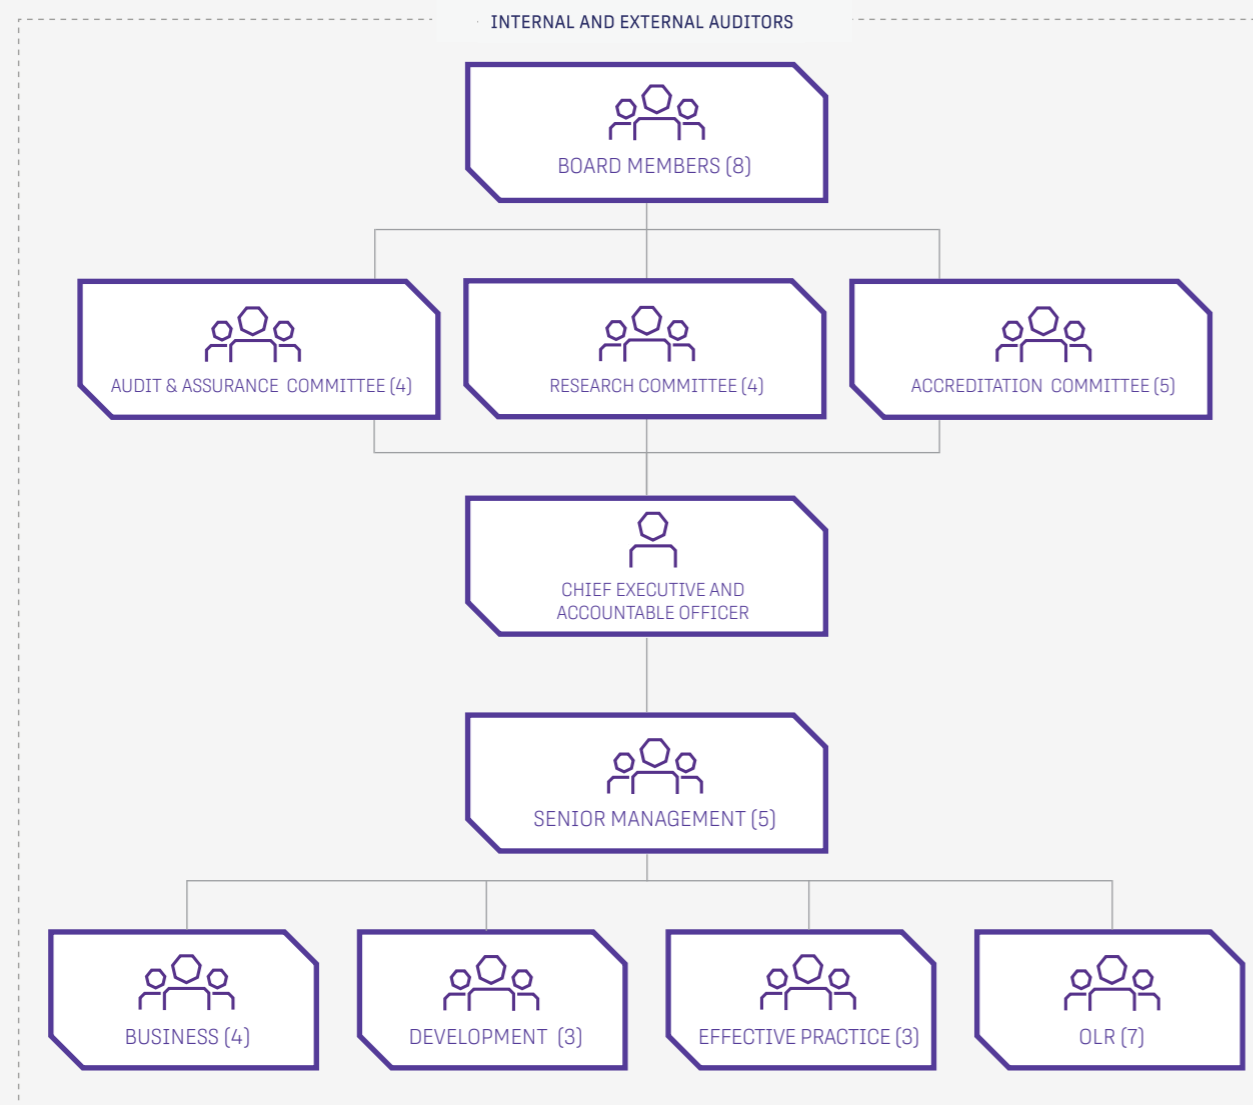 INTERNAL AND EXTERNAL AUDITORS
BOARD MEMBERS (8)
AUDIT & ASSURANCE COMMITTEE (4)
RESEARCH COMMITTEE (4)
ACCREDITATION COMMITTEE (5)
CHIEF EXECUTIVE AND
ACCOUNTABLE OFFICER
SENIOR MANAGEMENT (5)
BUSINESS (4)
DEVELOPMENT (3)
EFFECTIVE PRACTICE (3)
OLR (7)